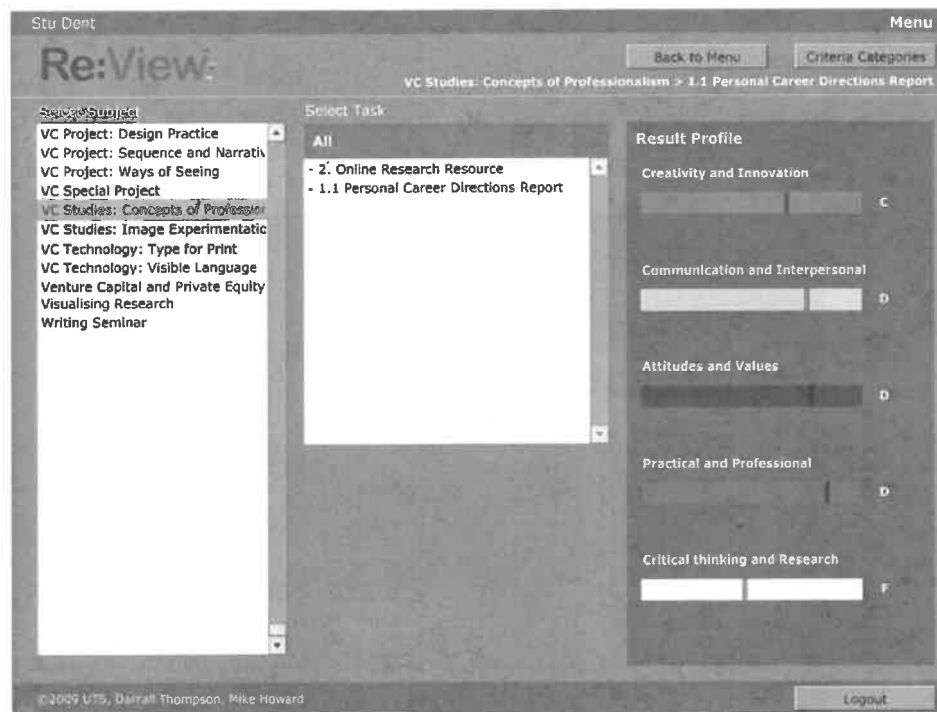 Stu Dent
Menu
Re:View
Back to Menu
Criteria Categories
VC Studies: Concepts of Professionalism > 1.1 Personal Career Directions Report
Select Subject
VC Project: Design Practice
VC Project: Sequence and Narrativ
VC Project: Ways of Seeing
VC Special Project
VC Studies: Concepts of Profession
VC Studies: Image Experimentatio
VC Technology: Type for Print
VC Technology: Visible Language
Venture Capital and Private Equity
Visualising Research
Writing Seminar
Select Task
All
- 2. Online Research Resource
- 1.1 Personal Career Directions Report
Result Profile
Creativity and Innovation
C
Communication and Interpersonal
D
Attitudes and Values
D
Practical and Professional
D
Critical thinking and Research
F
©2009 UTS, Darrall Thompson, Mike Howard
Logout